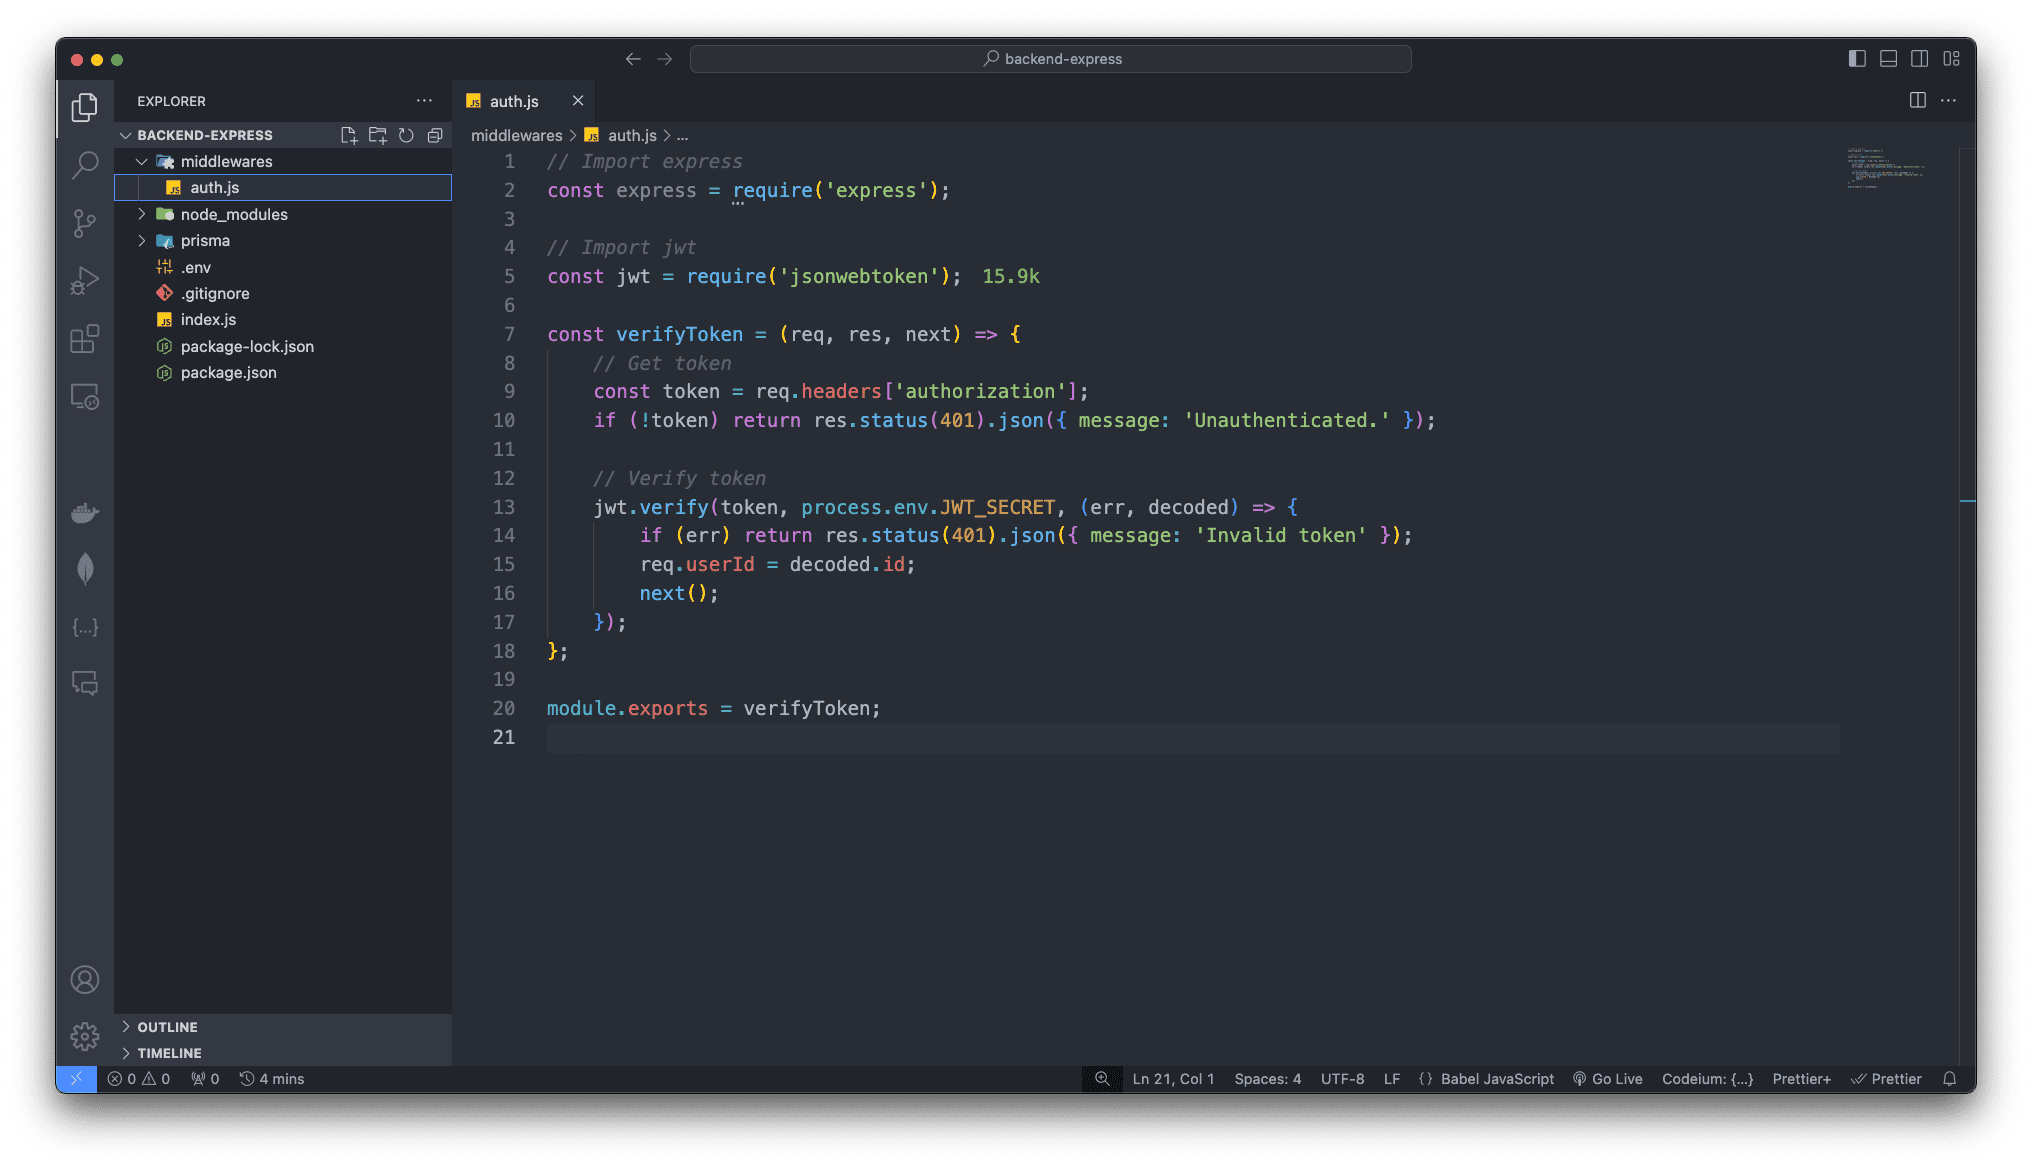 backend-express
EXPLORER
BACKEND-EXPRESS
middlewares
auth.js
node_modules
prisma
.env
.gitignore
index.js
package-lock.json
package.json
OUTLINE
TIMELINE
auth.js
middlewares > auth.js > ...
1 // Import express
2 const express = require('express');
3
4 // Import jwt
5 const jwt = require('jsonwebtoken'); 15.9k
6
7 const verifyToken = (req, res, next) => {
8 // Get token
9 const token = req.headers['authorization'];
10 if (!token) return res.status(401).json({ message: 'Unauthenticated.' });
11
12 // Verify token
13 jwt.verify(token, process.env.JWT_SECRET, (err, decoded) => {
14 if (err) return res.status(401).json({ message: 'Invalid token' });
15 req.userId = decoded.id;
16 next();
17 });
18 };
19
20 module.exports = verifyToken;
21
0 0 0 4 mins Ln 21, Col 1 Spaces: 4 UTF-8 LF {} Babel JavaScript Go Live Codeium: {...} Prettier+ Prettier